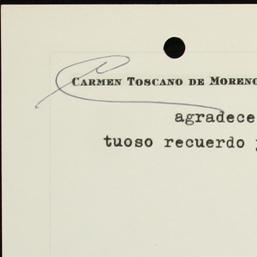 CARMEN TOSCANO DE MORENO
agradece
tuoso recuerdo